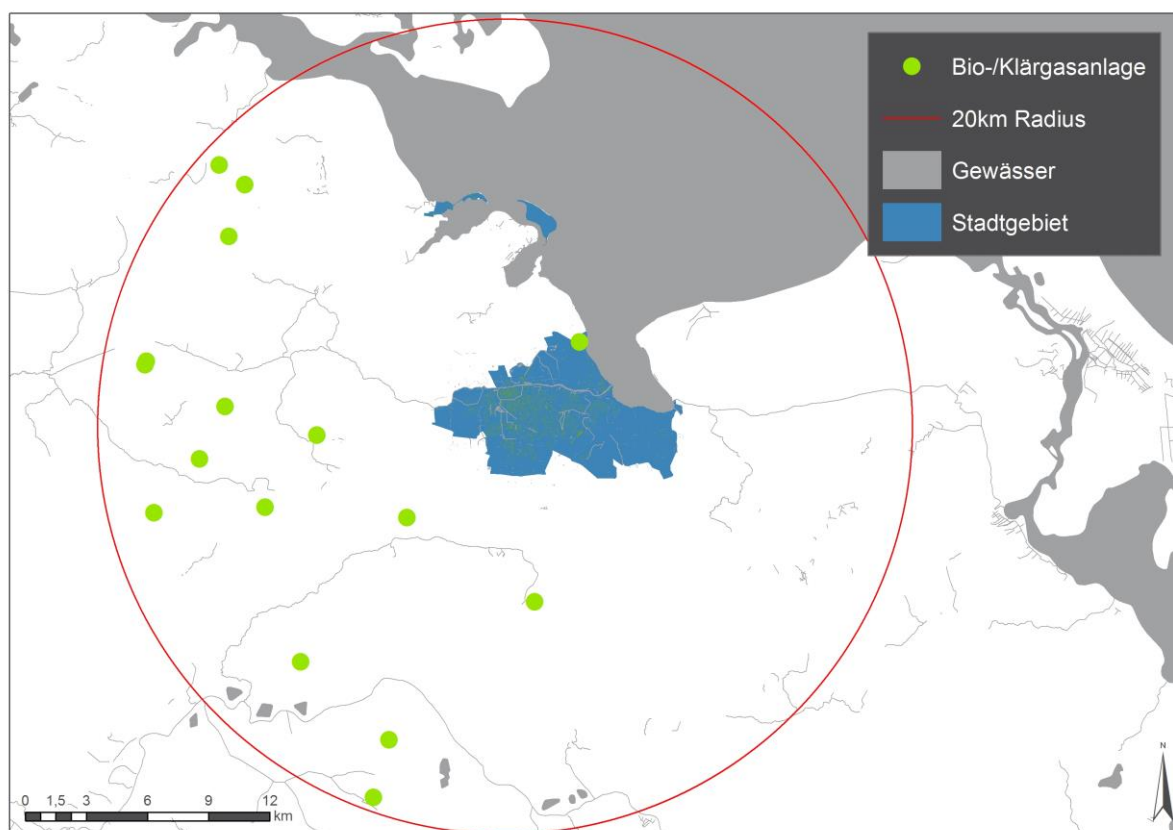 Bio-/Klärgasanlage
20km Radius
Gewässer
Stadtgebiet
N
0 1,5 3 6 9 12
km